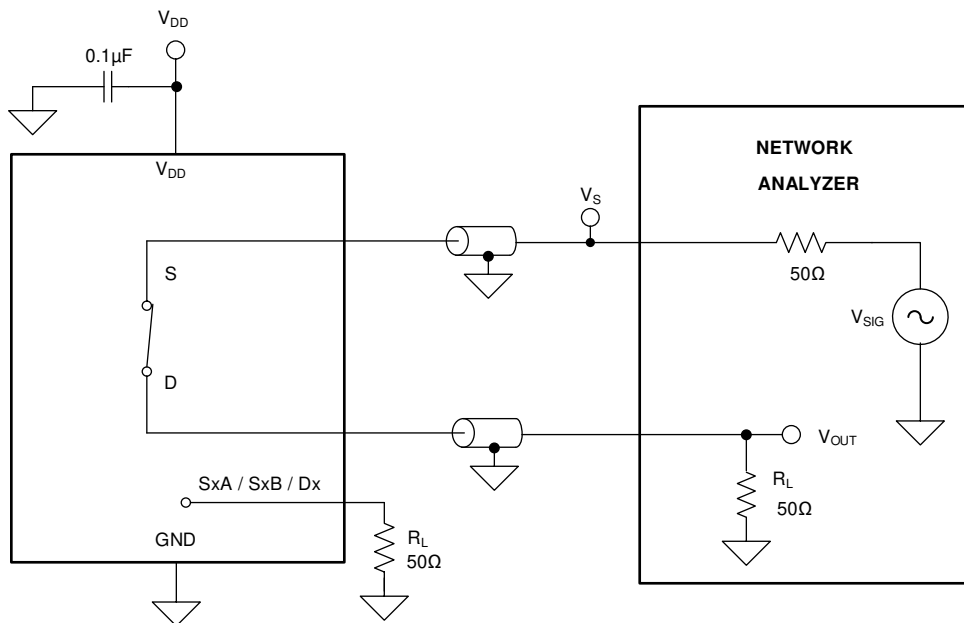 V_DD
0.1µF
V_DD
NETWORK
ANALYZER
V_S
50Ω
S
V_SIG
D
V_OUT
SxA / SxB / Dx
R_L
50Ω
GND
R_L
50Ω